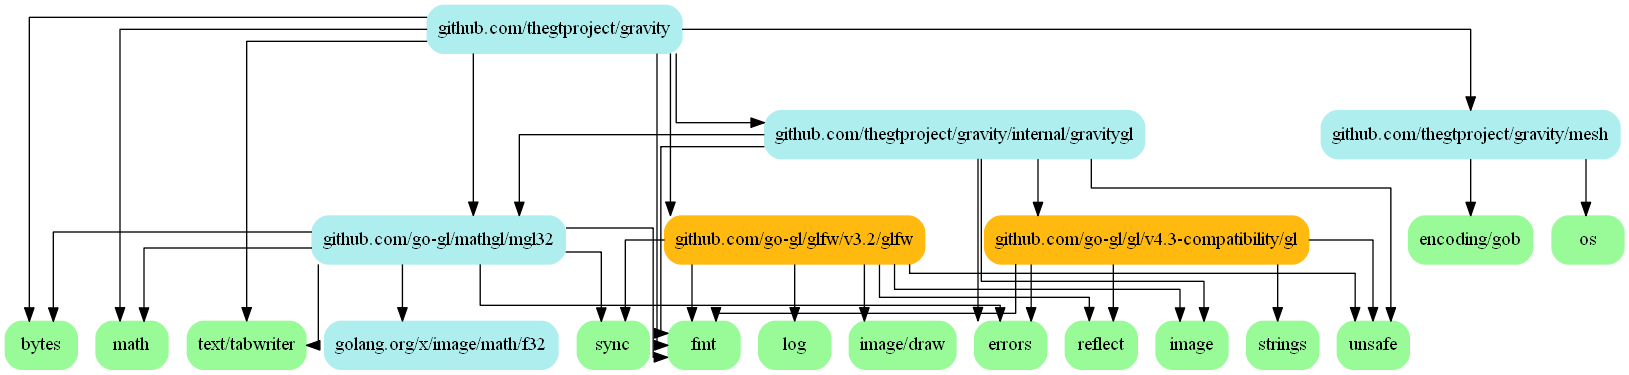 github.com/thegtproject/gravity
github.com/thegtproject/gravity/internal/gravitygl
github.com/thegtproject/gravity/mesh
github.com/go-gl/mathgl/mgl32
github.com/go-gl/glfw/v3.2/glfw
github.com/go-gl/gl/v4.3-compatibility/gl
encoding/gob
os
bytes
math
text/tabwriter
golang.org/x/image/math/f32
sync
fmt
log
image/draw
errors
reflect
image
strings
unsafe